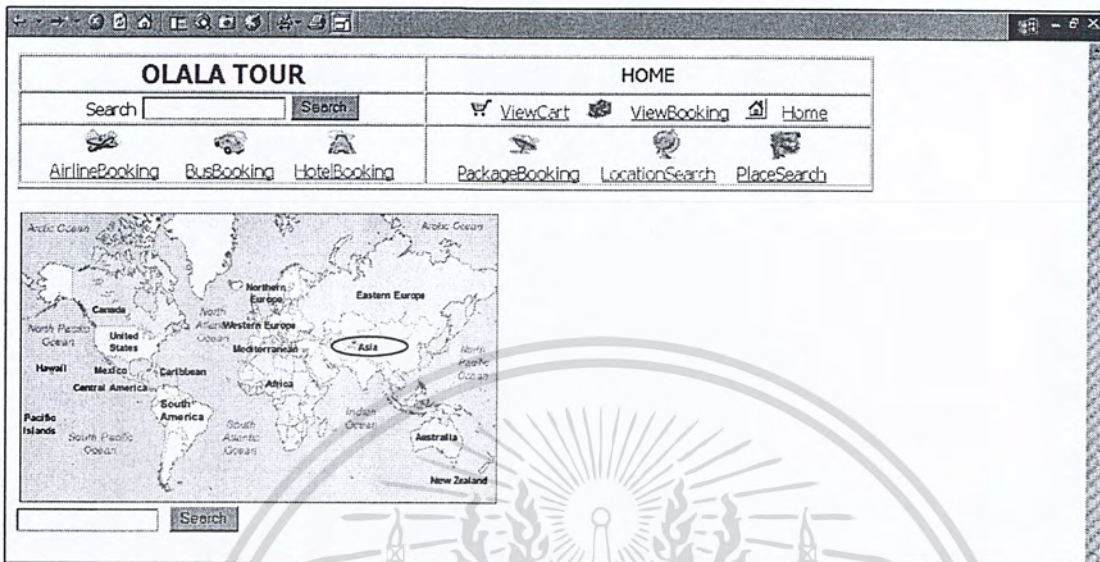 OLALA TOUR
HOME
Search Search
ViewCart ViewBooking Home
AirlineBooking BusBooking HotelBooking
PackageBooking LocationSearch PlaceSearch
Arctic Ocean
Arctic Ocean
Northern
Europe
Eastern Europe
Canada
North Pacific
Ocean
North
Atlantic
Ocean
Western Europe
United
States
Mediterranean
Asia
North
Pacific
Ocean
Hawaii
Mexico
Caribbean
Central America
Africa
South
America
Pacific
Islands
South Pacific
Ocean
South
Atlantic
Ocean
Indian
Ocean
Australia
New Zealand
Search